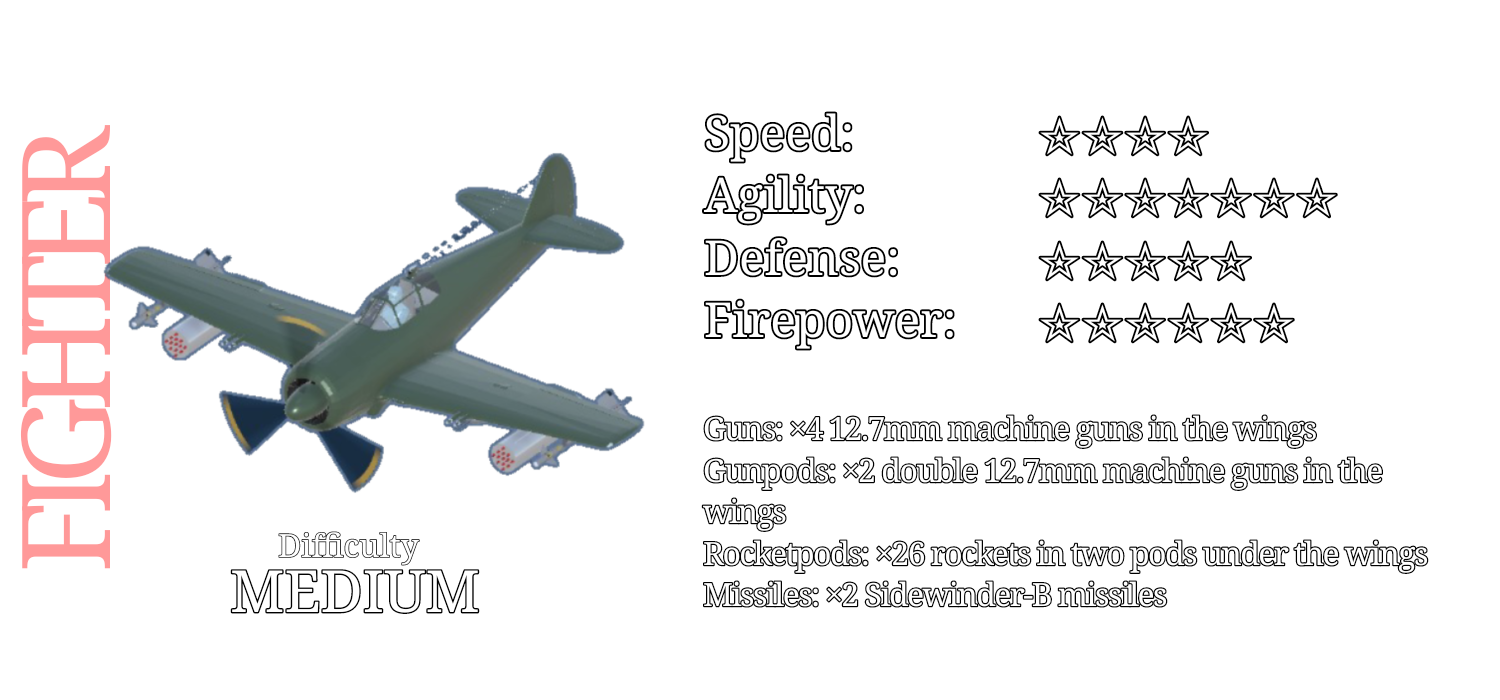 FIGHTER
Difficulty
MEDIUM
Speed: ☆☆☆☆
Agility: ☆☆☆☆☆☆☆
Defense: ☆☆☆☆☆
Firepower: ☆☆☆☆☆☆
Guns: ×4 12.7mm machine guns in the wings
Gunpods: ×2 double 12.7mm machine guns in the
wings
Rocketpods: ×26 rockets in two pods under the wings
Missiles: ×2 Sidewinder-B missiles